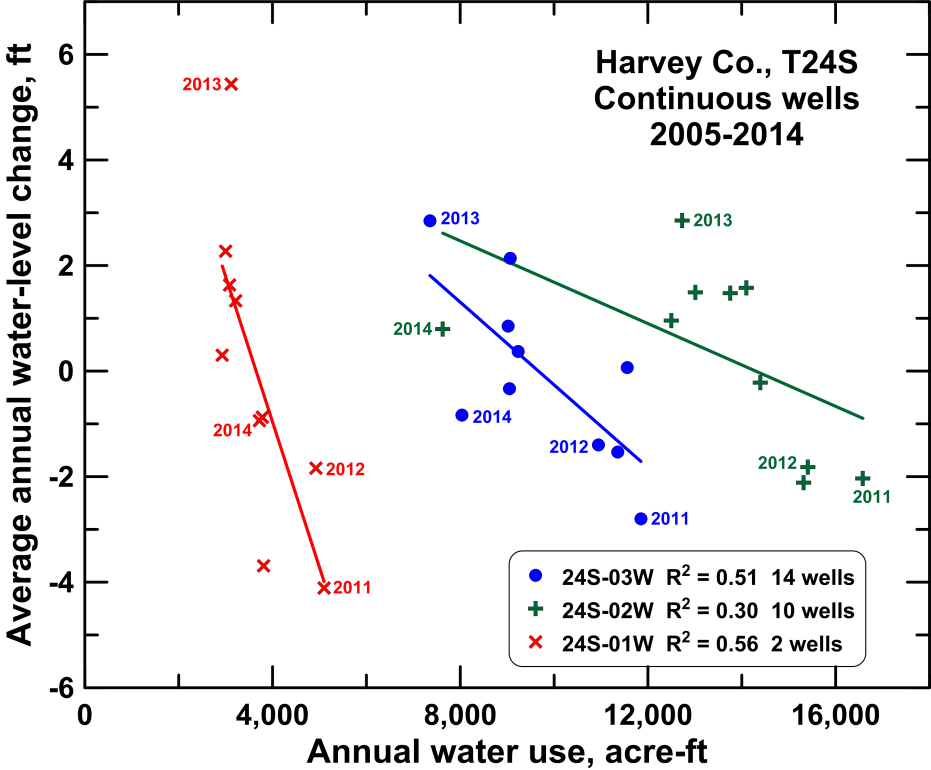 Harvey Co., T24S
Continuous wells
2005-2014
Average annual water-level change, ft
6
4
2
0
-2
-4
-6
2013
2014
2012
2011
2013
2014
2012
2011
2013
2014
2012
2011
24S-03W R² = 0.51 14 wells
24S-02W R² = 0.30 10 wells
24S-01W R² = 0.56 2 wells
0 4,000 8,000 12,000 16,000
Annual water use, acre-ft